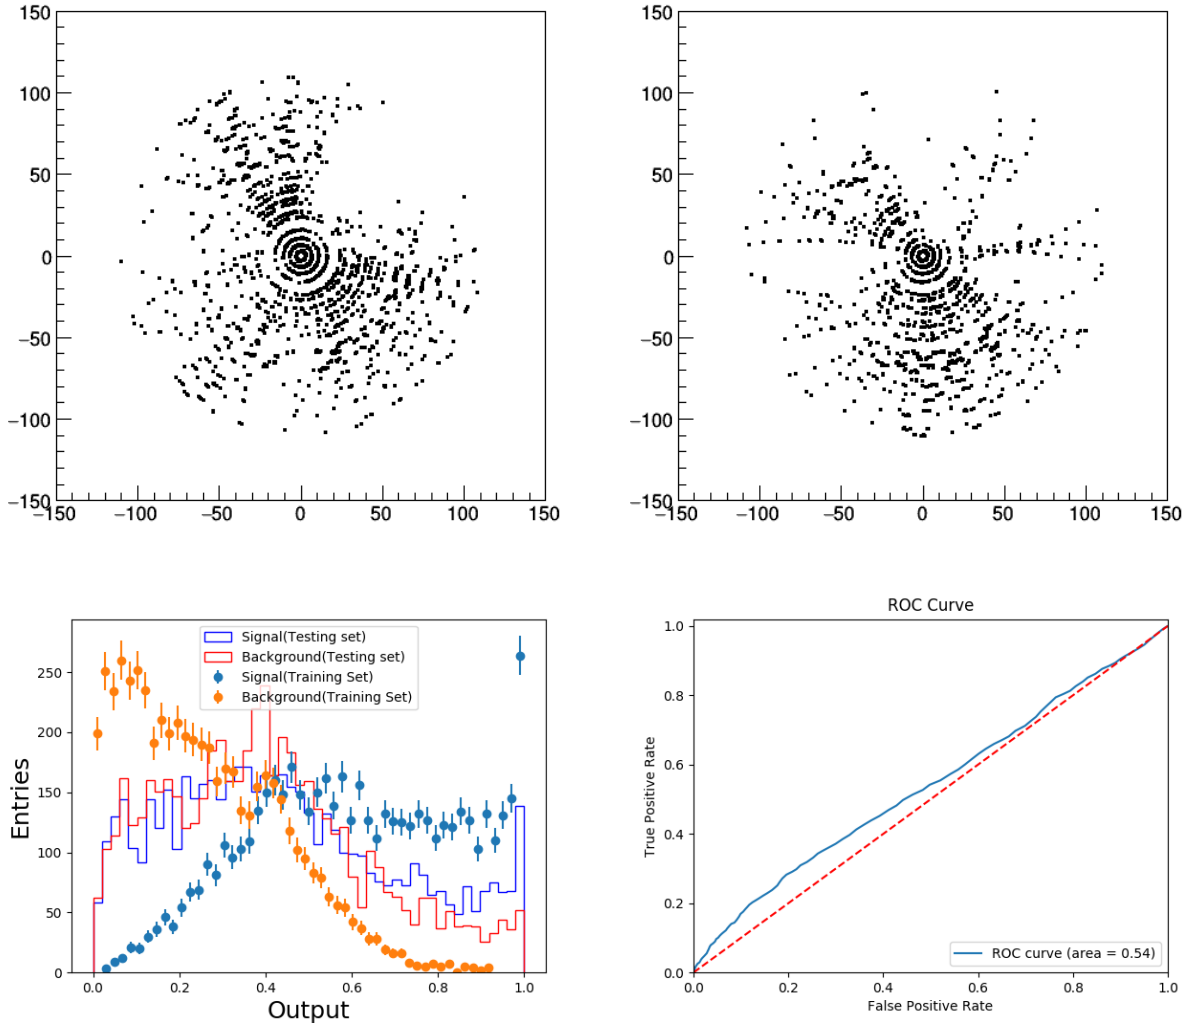 150
100
50
0
−50
−100
−150
−150 −100 −50 0 50 100 150
150
100
50
0
−50
−100
−150
−150 −100 −50 0 50 100 150
Entries
250
200
150
100
50
0
Signal(Testing set)
Background(Testing set)
Signal(Training Set)
Background(Training Set)
0.0 0.2 0.4 0.6 0.8 1.0
Output
ROC Curve
True Positive Rate
1.0
0.8
0.6
0.4
0.2
0.0
ROC curve (area = 0.54)
0.0 0.2 0.4 0.6 0.8 1.0
False Positive Rate